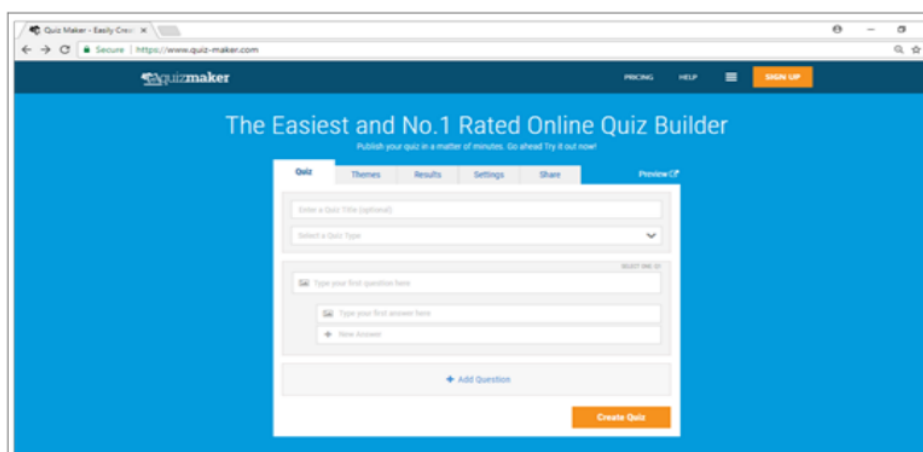 Quiz Maker - Easily Crea
Secure | https://www.quiz-maker.com
quizmaker
PRICING HELP SIGN UP
The Easiest and No.1 Rated Online Quiz Builder
Publish your quiz in a matter of minutes. Go ahead Try it out now!
Quiz Themes Results Settings Share Preview
Enter a Quiz Title (optional)
Select a Quiz Type
Type your first question here
Type your first answer here
New Answer
Add Question
Create Quiz